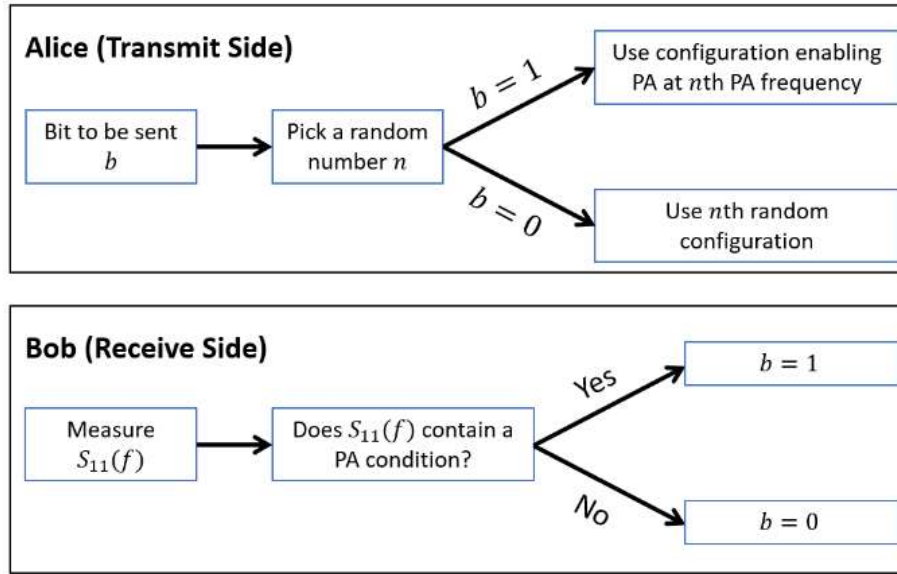 Alice (Transmit Side)
Bit to be sent
b
Pick a random
number n
b = 1
b = 0
Use configuration enabling
PA at nth PA frequency
Use nth random
configuration
Bob (Receive Side)
Measure
S₁₁(f)
Does S₁₁(f) contain a
PA condition?
Yes
No
b = 1
b = 0